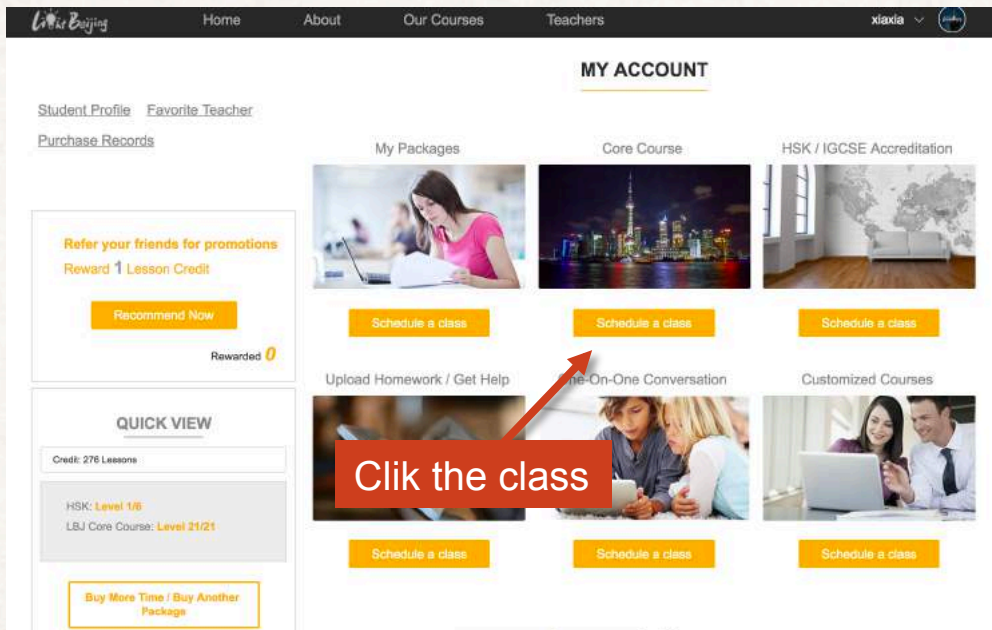 Live in Beijing
Home
About
Our Courses
Teachers
xiaxia
MY ACCOUNT
Student Profile
Favorite Teacher
Purchase Records
My Packages
Core Course
HSK / IGCSE Accreditation
Refer your friends for promotions
Reward 1 Lesson Credit
Recommend Now
Rewarded 0
Schedule a class
Schedule a class
Schedule a class
Upload Homework / Get Help
One-On-One Conversation
Customized Courses
Clik the class
QUICK VIEW
Credit: 276 Lessons
HSK: Level 1/6
LBJ Core Course: Level 21/21
Schedule a class
Schedule a class
Schedule a class
Buy More Time / Buy Another
Package